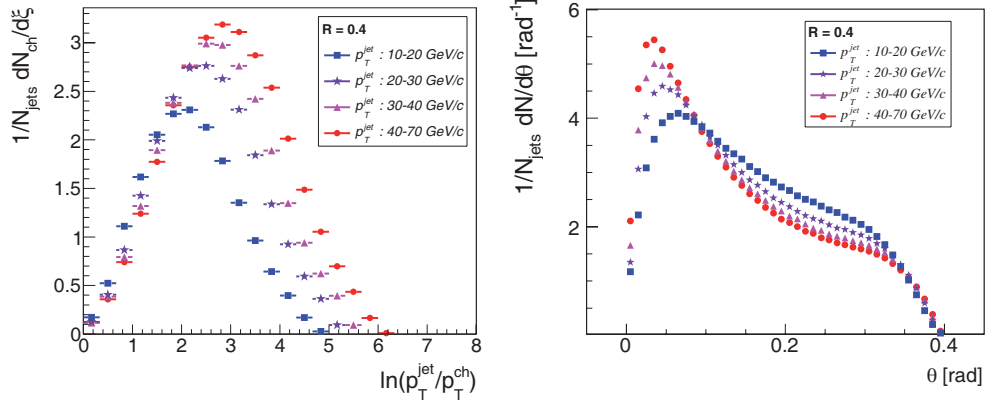 1/N_jets dN_ch/dξ
3
2.5
2
1.5
1
0.5
0
0 1 2 3 4 5 6 7 8
ln(p_T^jet/p_T^ch)
R = 0.4
p_T^jet : 10-20 GeV/c
p_T^jet : 20-30 GeV/c
p_T^jet : 30-40 GeV/c
p_T^jet : 40-70 GeV/c
1/N_jets dN/dθ [rad^-1]
6
4
2
0 0.2 0.4
θ [rad]
R = 0.4
p_T^jet : 10-20 GeV/c
p_T^jet : 20-30 GeV/c
p_T^jet : 30-40 GeV/c
p_T^jet : 40-70 GeV/c